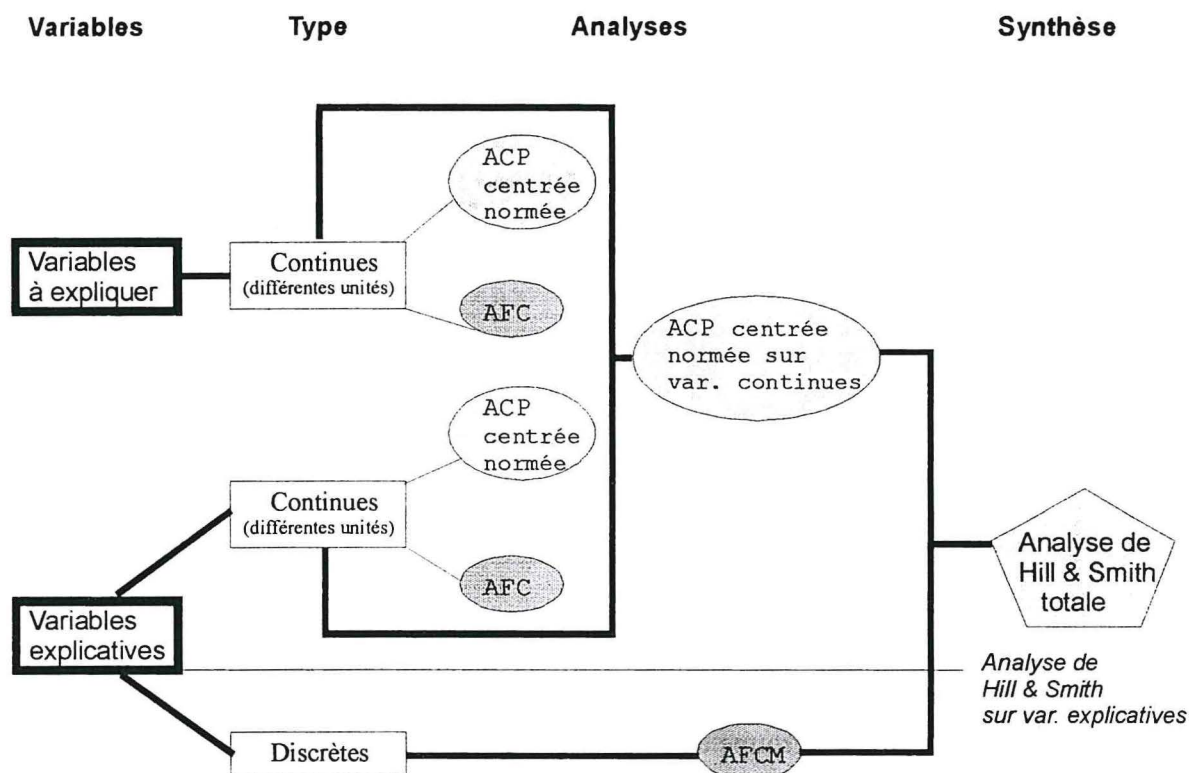 Variables Type Analyses Synthèse
ACP
centrée
normée
Variables
à expliquer
Continues
(différentes unités)
AFC
ACP centrée
normée sur
var. continues
ACP
centrée
normée
Continues
(différentes unités)
AFC
Analyse de
Hill & Smith
totale
Variables
explicatives
Analyse de
Hill & Smith
sur var. explicatives
Discrètes
AFCM